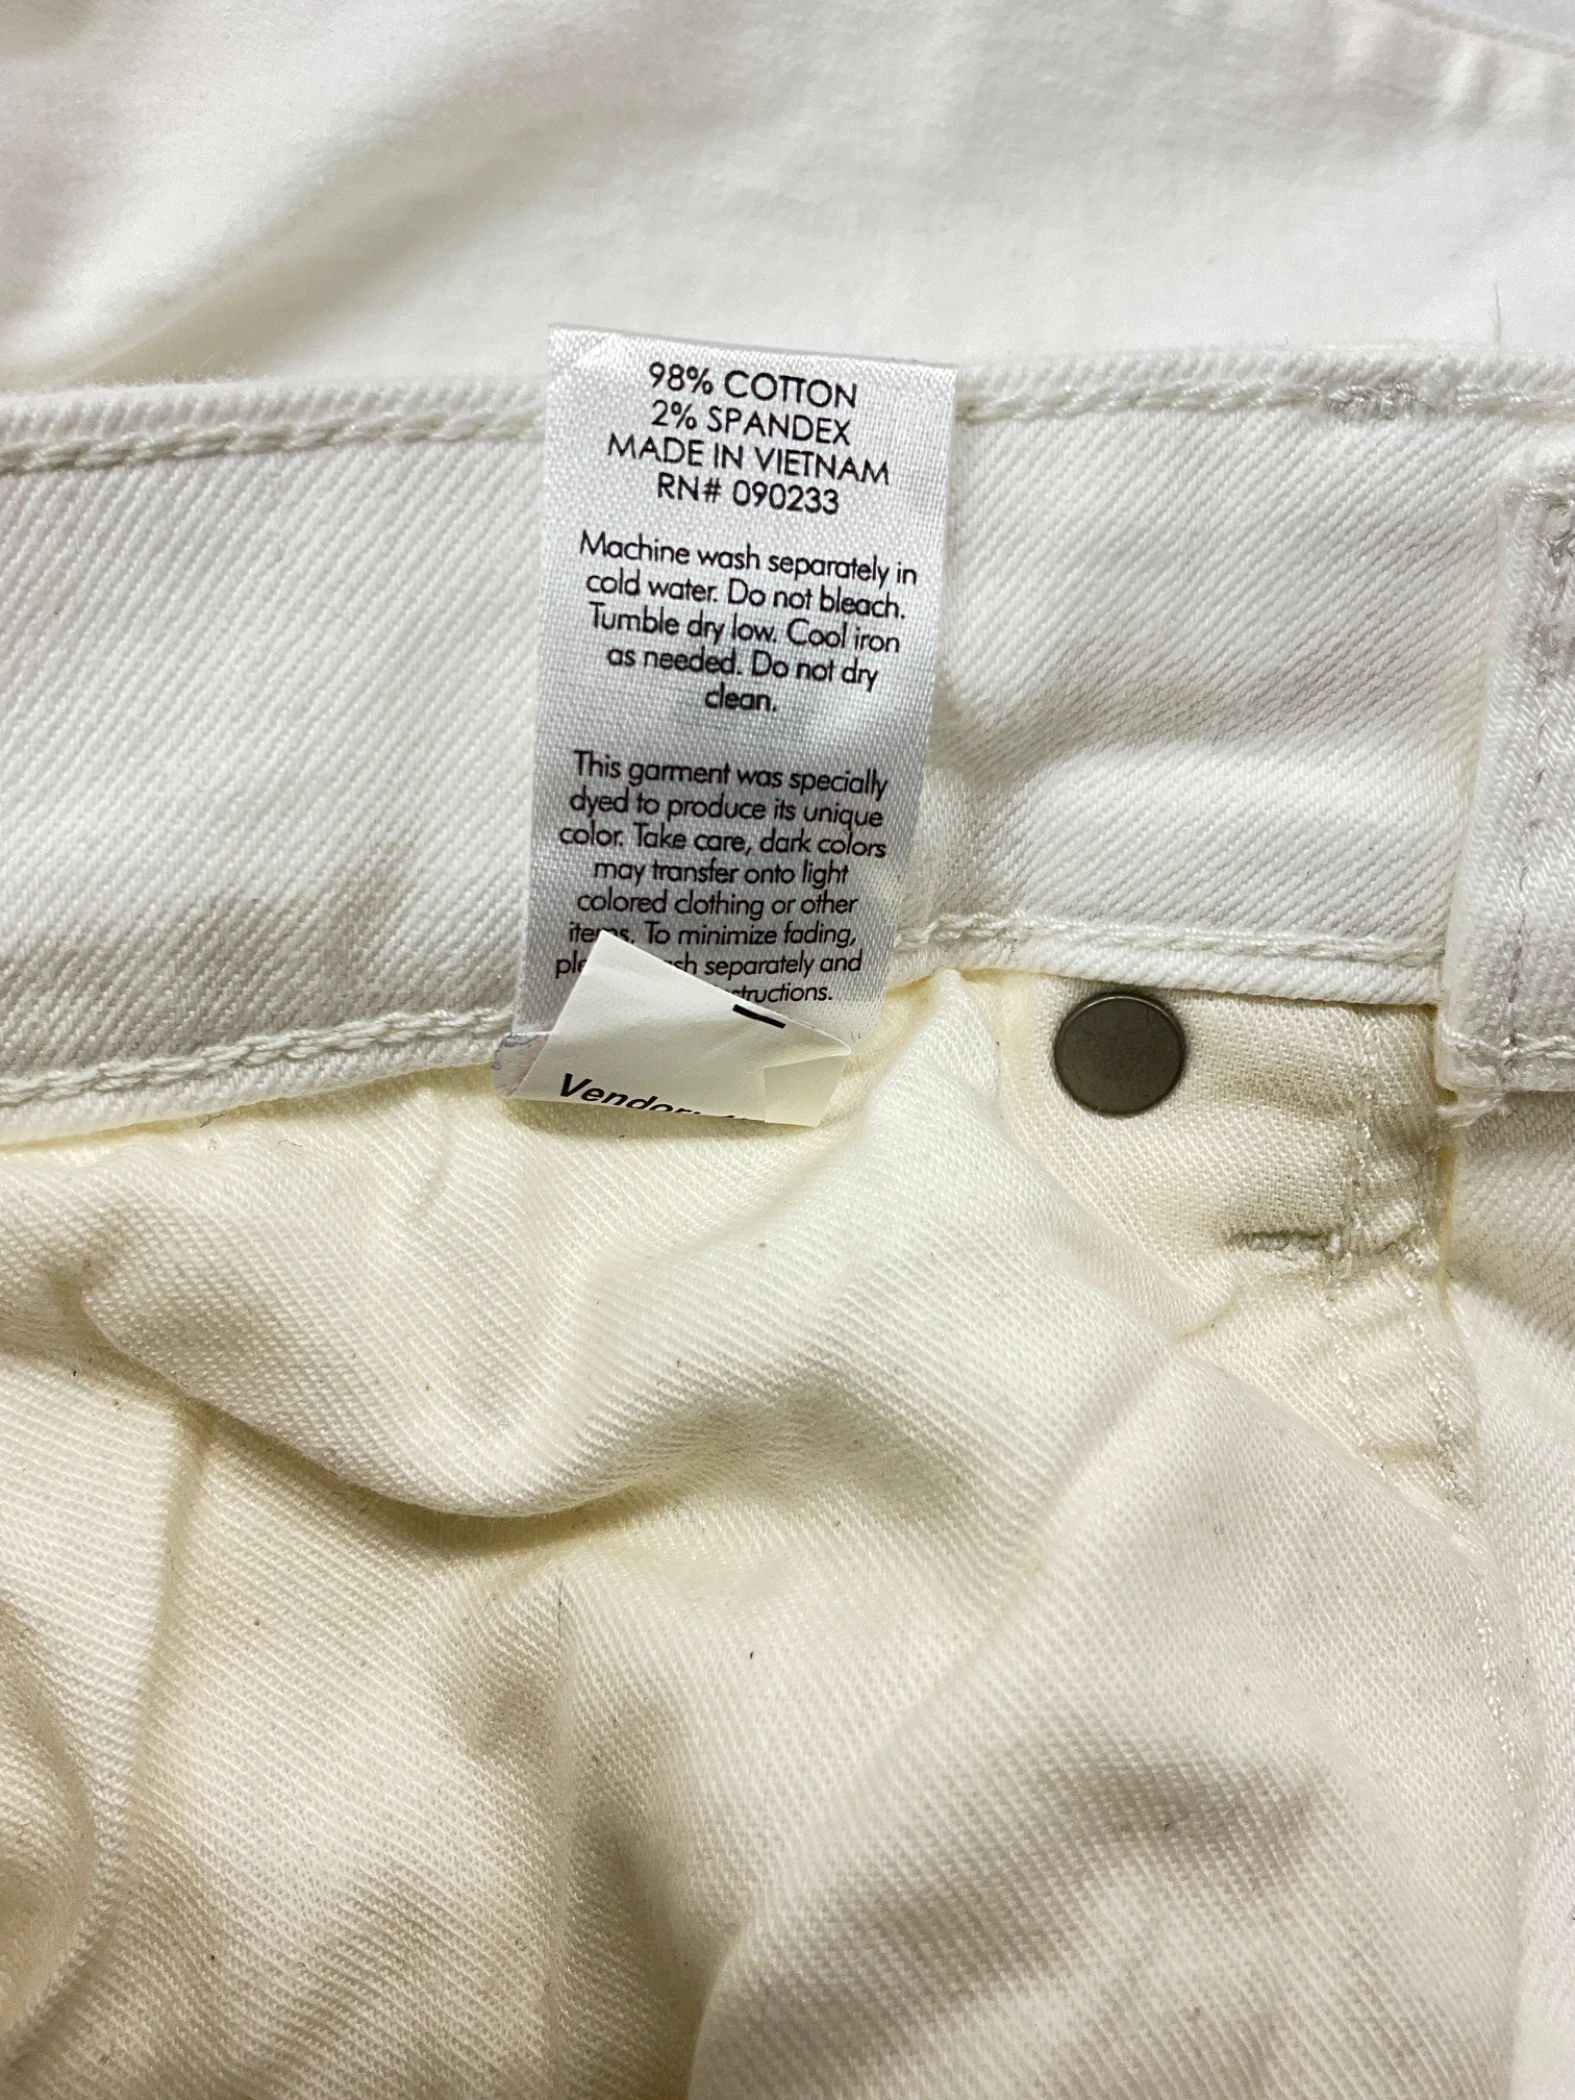 98% COTTON
2% SPANDEX
MADE IN VIETNAM
RN# 090233
Machine wash separately in
cold water. Do not bleach.
Tumble dry low. Cool iron
as needed. Do not dry
clean.
This garment was specially
dyed to produce its unique
color. Take care, dark colors
may transfer onto light
colored clothing or other
items. To minimize fading,
separately and
Vendor: